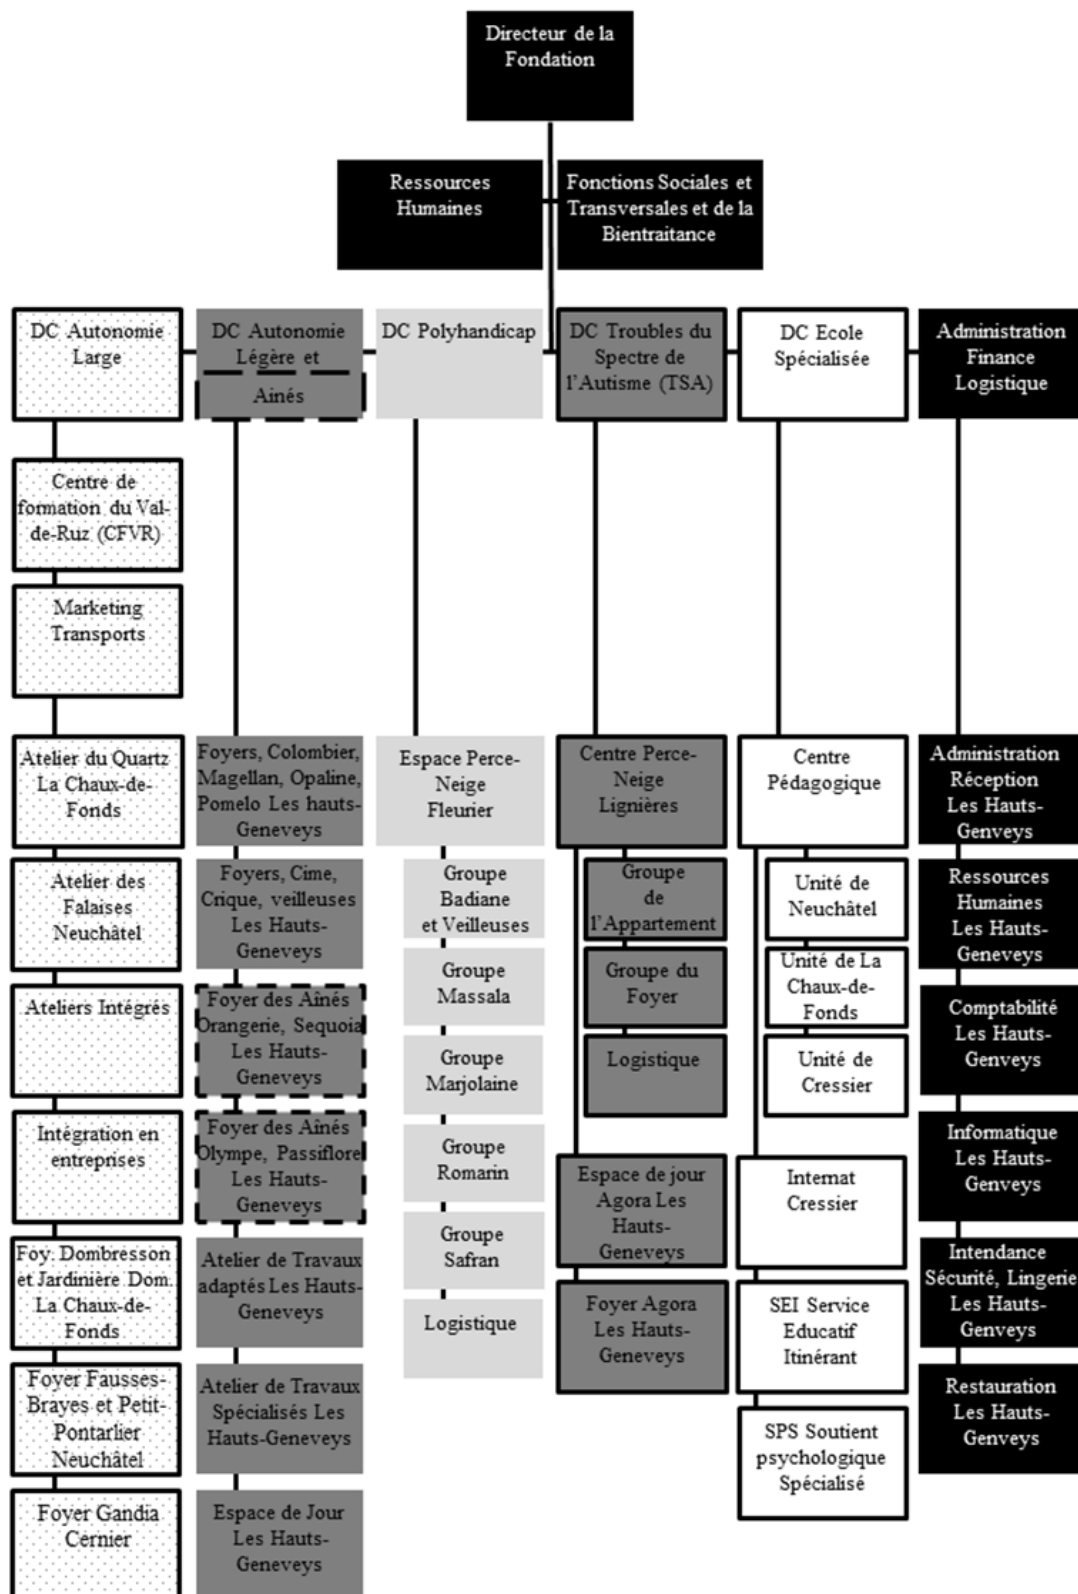 Directeur de la
Fondation
Ressources
Humaines
Fonctions Sociales et
Transversales et de la
Bientraitance
DC Autonomie
Large
DC Autonomie
Légère et
Ainés
DC Polyhandicap
DC Troubles du
Spectre de
l'Autisme (TSA)
DC Ecole
Spécialisée
Administration
Finance
Logistique
Centre de
formation du Val-
de-Ruz (CFVR)
Marketing
Transports
Atelier du Quartz
La Chaux-de-
Fonds
Atelier des
Falaises
Neuchâtel
Ateliers Intégrés
Intégration en
entreprises
Foy. Dombresson
et Jardinière Dom.
La Chaux-de-
Fonds
Foyer Fausses-
Brayes et Petit-
Pontarlier
Neuchâtel
Foyer Gandia
Cernier
Foyers, Colombier,
Magellan, Opaline,
Pomelo Les hauts-
Geneveys
Foyers, Cime,
Crique, veilleuses
Les Hauts-
Geneveys
Foyer des Aînés
Orangerie, Sequoia
Les Hauts-
Geneveys
Foyer des Aînés
Olympe, Passiflore
Les Hauts-
Geneveys
Atelier de Travaux
adaptés Les Hauts-
Geneveys
Atelier de Travaux
Spécialisés Les
Hauts-Geneveys
Espace de Jour
Les Hauts-
Geneveys
Espace Perce-
Neige
Fleurier
Groupe
Badiane
et Veilleuses
Groupe
Massala
Groupe
Marjolaine
Groupe
Romarin
Groupe
Safran
Logistique
Centre Perce-
Neige
Lignières
Groupe
de
l'Appartement
Groupe du
Foyer
Logistique
Espace de jour
Agora Les
Hauts-
Geneveys
Foyer Agora
Les Hauts-
Geneveys
Centre
Pédagogique
Unité de
Neuchâtel
Unité de La
Chaux-de-
Fonds
Unité de
Cressier
Internat
Cressier
SEI Service
Educatif
Itinérant
SPS Soutient
psychologique
Spécialisé
Administration
Réception
Les Hauts-
Genveys
Ressources
Humaines
Les Hauts-
Geneveys
Comptabilité
Les Hauts-
Genveys
Informatique
Les Hauts-
Genveys
Intendance
Sécurité, Lingerie
Les Hauts-
Genveys
Restauration
Les Hauts-
Genveys